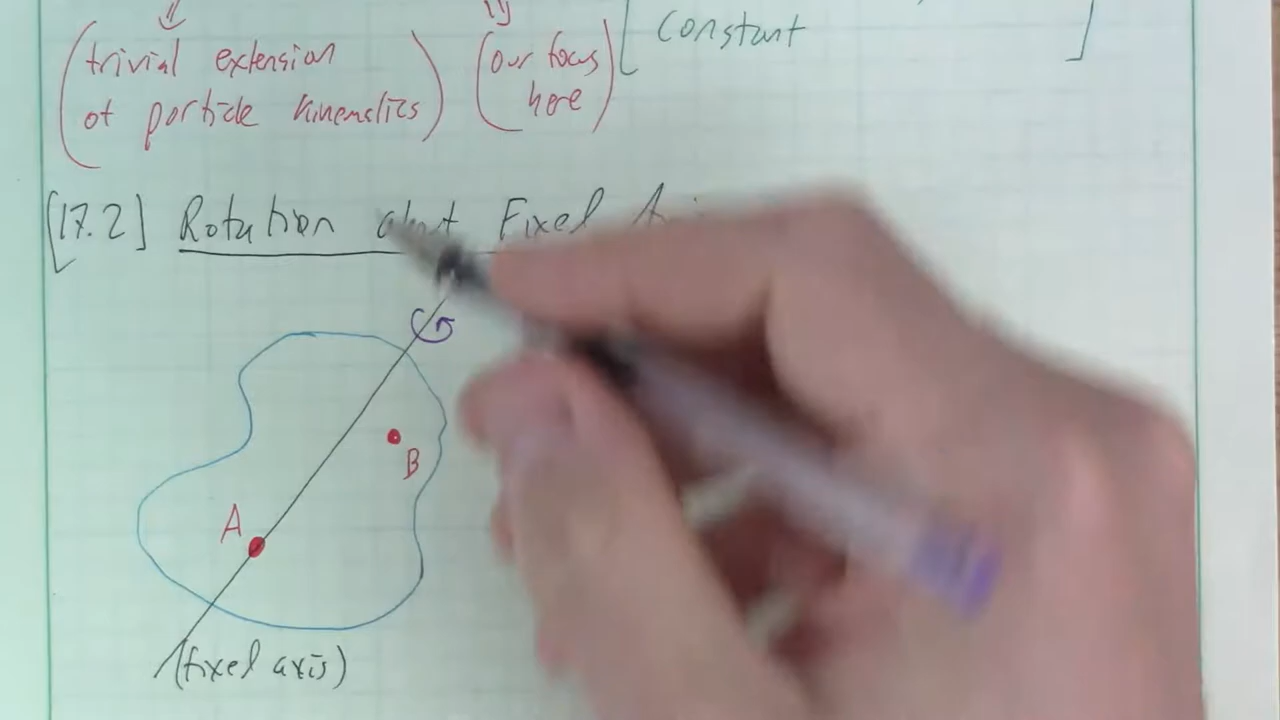 (trivial extension
of particle kinematics)
(our focus
here)
[constant]
[17.2] Rotation about Fixed
B
A
(fixed axis)